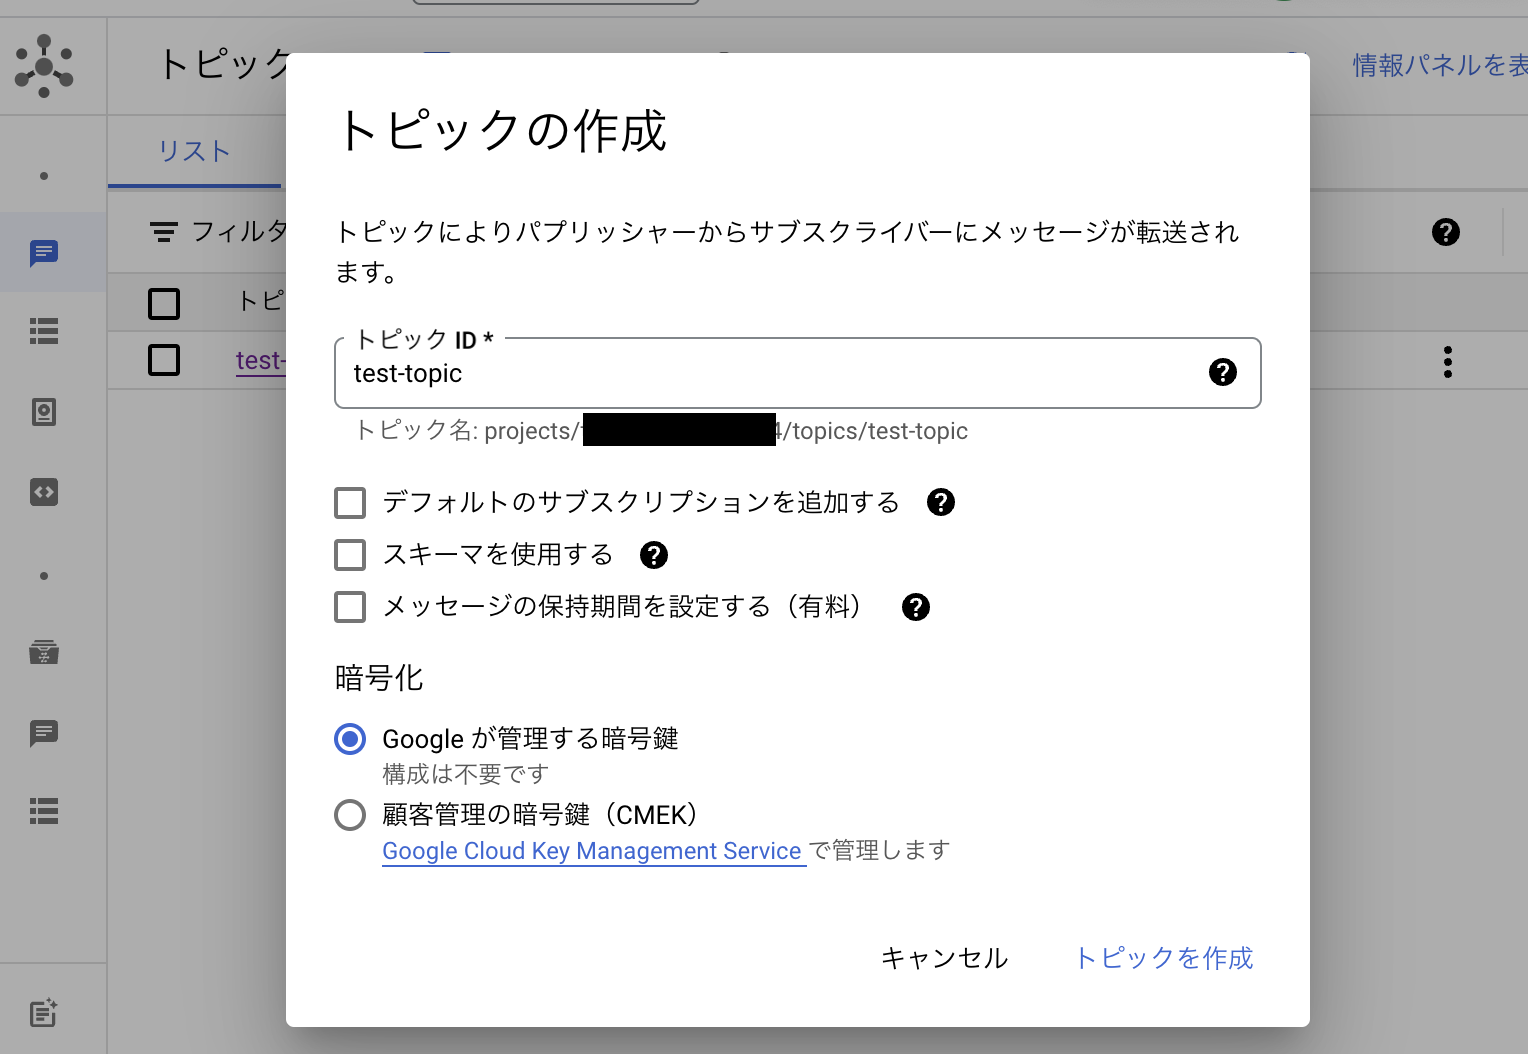 トピック
情報パネルを表
リスト
フィルタ
トピ
test-
トピックの作成
トピックによりパブリッシャーからサブスクライバーにメッセージが転送され
ます。
トピック ID *
test-topic
トピック名: projects/ 4/topics/test-topic
デフォルトのサブスクリプションを追加する
スキーマを使用する
メッセージの保持期間を設定する（有料）
暗号化
Google が管理する暗号鍵
構成は不要です
顧客管理の暗号鍵（CMEK）
Google Cloud Key Management Service で管理します
キャンセル
トピックを作成